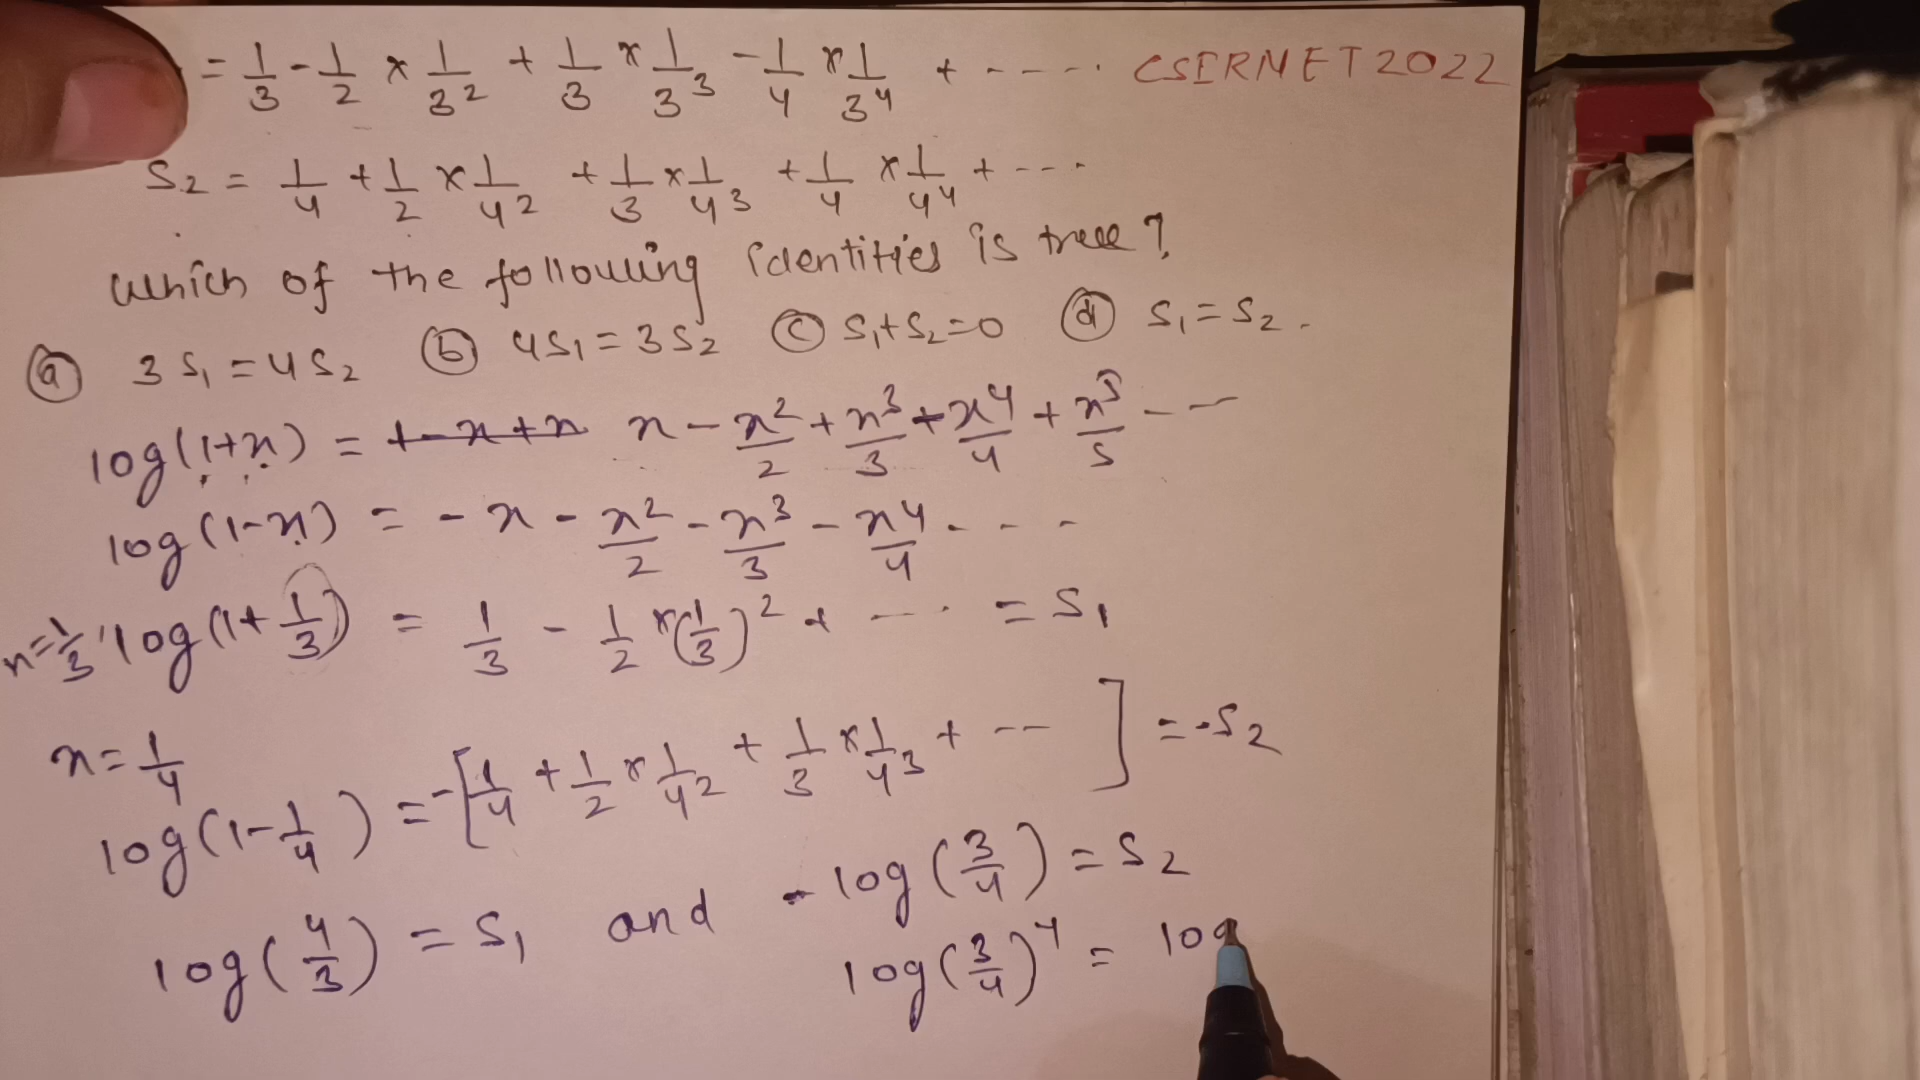 = 1/3 - 1/2 × 1/3² + 1/3 × 1/3³ - 1/4 × 1/3⁴ + ----. CSIRNET2022
S₂ = 1/4 + 1/2 × 1/4² + 1/3 × 1/4³ + 1/4 × 1/4⁴ + ---.
which of the following identities is true?
(a) 3S₁ = 4S₂ (b) 4S₁ = 3S₂ (c) S₁+S₂=0 (d) S₁=S₂.
log(1+x) = x - x²/2 + x³/3 + x⁴/4 + x⁵/5 - -
log(1-x) = -x - x²/2 - x³/3 - x⁴/4 - - -
x=1/3, log(1+1/3) = 1/3 - 1/2 × (1/3)² + ---. = S₁
x=1/4
log(1-1/4) = -[1/4 + 1/2 × 1/4² + 1/3 × 1/4³ + --] = -S₂
log(4/3) = S₁ and -log(3/4) = S₂
log(3/4)⁴ = log